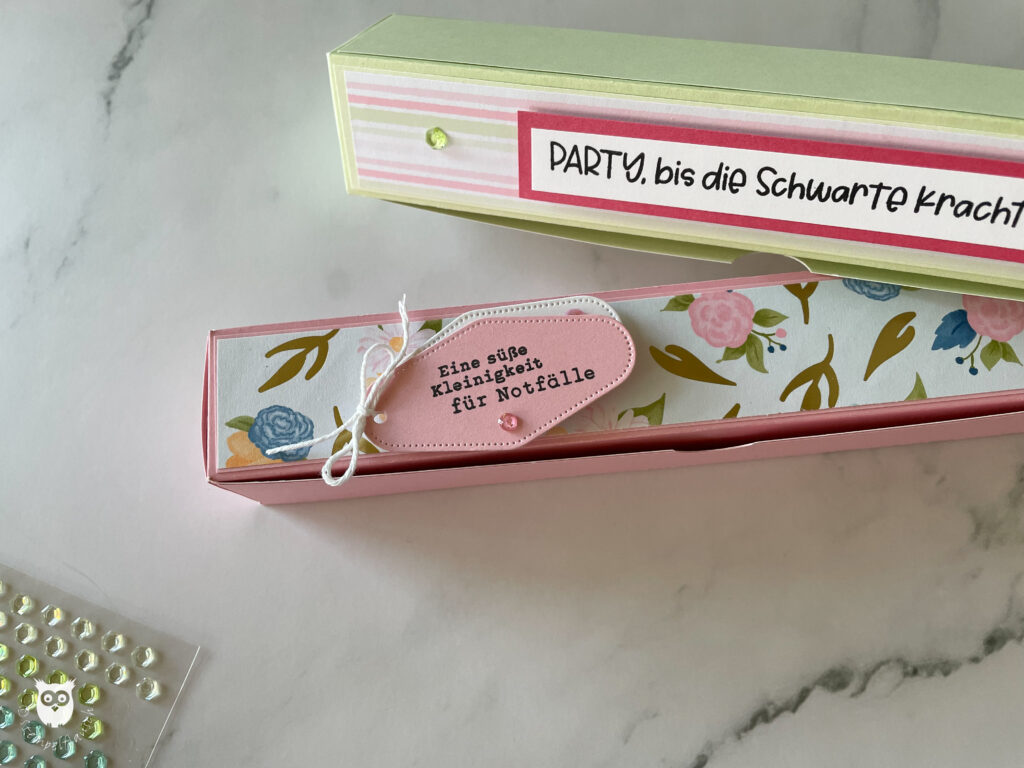 PARTY, bis die Schwarte kracht
Eine süße
Kleinigkeit
für Notfälle